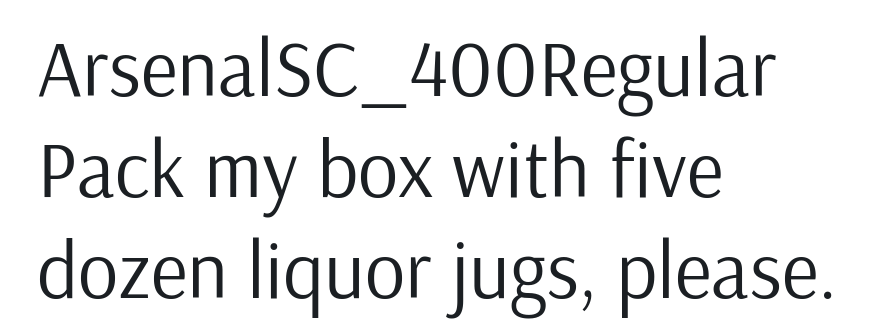 ArsenalSC_400Regular
Pack my box with five
dozen liquor jugs, please.